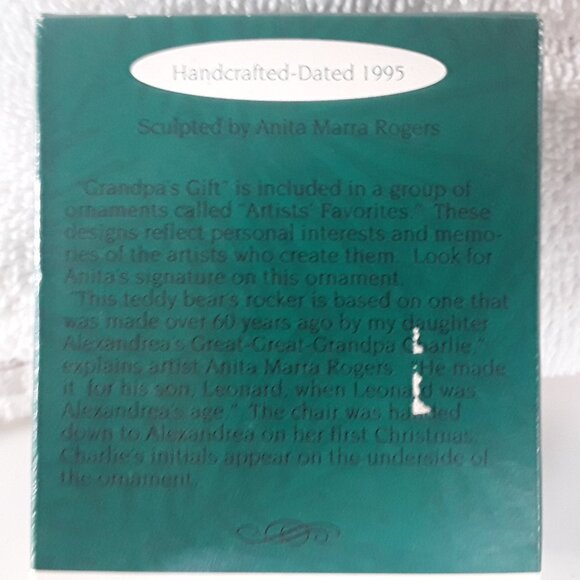 Handcrafted-Dated 1995
Sculpted by Anita Marra Rogers
"Grandpa's Gift" is included in a group of
ornaments called "Artists' Favorites." These
designs reflect personal interests and memo-
ries of the artists who create them. Look for
Anita's signature on this ornament.
"This teddy bear's rocker is based on one that
was made over 60 years ago by my daughter
Alexandrea's Great-Great-Grandpa Charlie,"
explains artist Anita Marra Rogers. "He made
it for his son, Leonard, when Leonard was
Alexandrea's age." The chair was handed
down to Alexandrea on her first Christmas.
Charlie's initials appear on the underside of
the ornament.